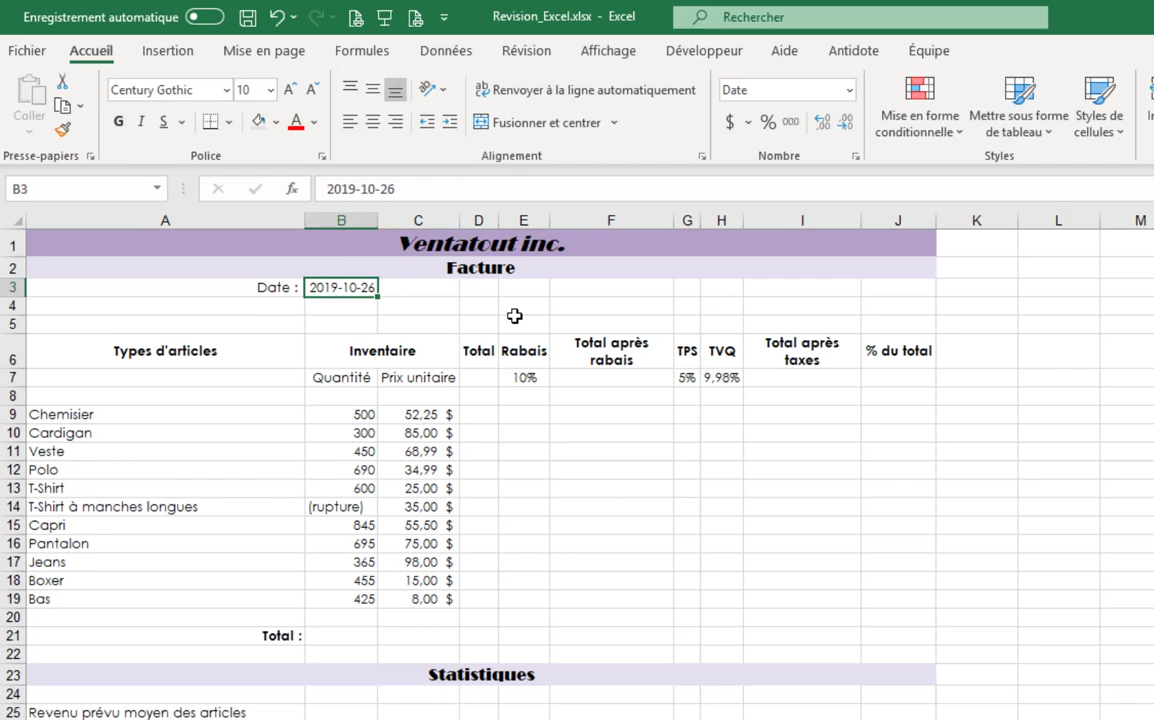 Enregistrement automatique Revision_Excel.xlsx - Excel Rechercher
Fichier Accueil Insertion Mise en page Formules Données Révision Affichage Développeur Aide Antidote Équipe
Coller Century Gothic 10 Renvoyer à la ligne automatiquement Date Mise en forme conditionnelle Mettre sous forme de tableau Styles de cellules
G I S Fusionner et centrer $ % 000
Presse-papiers Police Alignement Nombre Styles
B3 fx 2019-10-26
A B C D E F G H I J K L M
1 Ventatout inc.
2 Facture
3 Date : 2019-10-26
4
5
6 Types d'articles Inventaire Total Rabais Total après rabais TPS TVQ Total après taxes % du total
7 Quantité Prix unitaire 10% 5% 9,98%
8
9 Chemisier 500 52,25 $
10 Cardigan 300 85,00 $
11 Veste 450 68,99 $
12 Polo 690 34,99 $
13 T-Shirt 600 25,00 $
14 T-Shirt à manches longues (rupture) 35,00 $
15 Capri 845 55,50 $
16 Pantalon 695 75,00 $
17 Jeans 365 98,00 $
18 Boxer 455 15,00 $
19 Bas 425 8,00 $
20
21 Total :
22
23 Statistiques
24
25 Revenu prévu moyen des articles